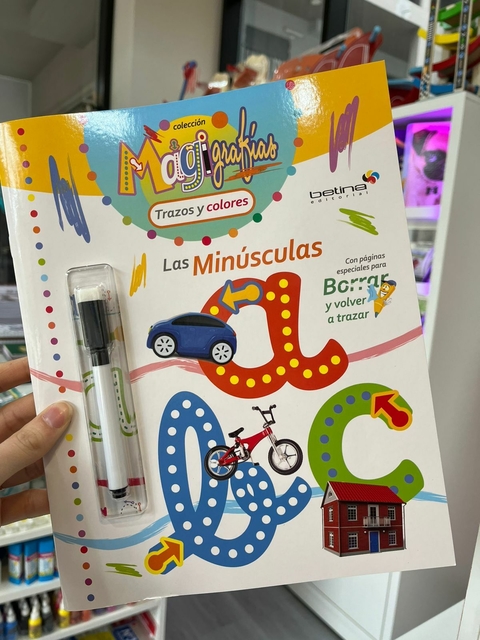 colección
Magigrafías
Trazos y colores
betina
editorial
Las Minúsculas
Con páginas
especiales para
Borrar
y volver
a trazar
a
b
c